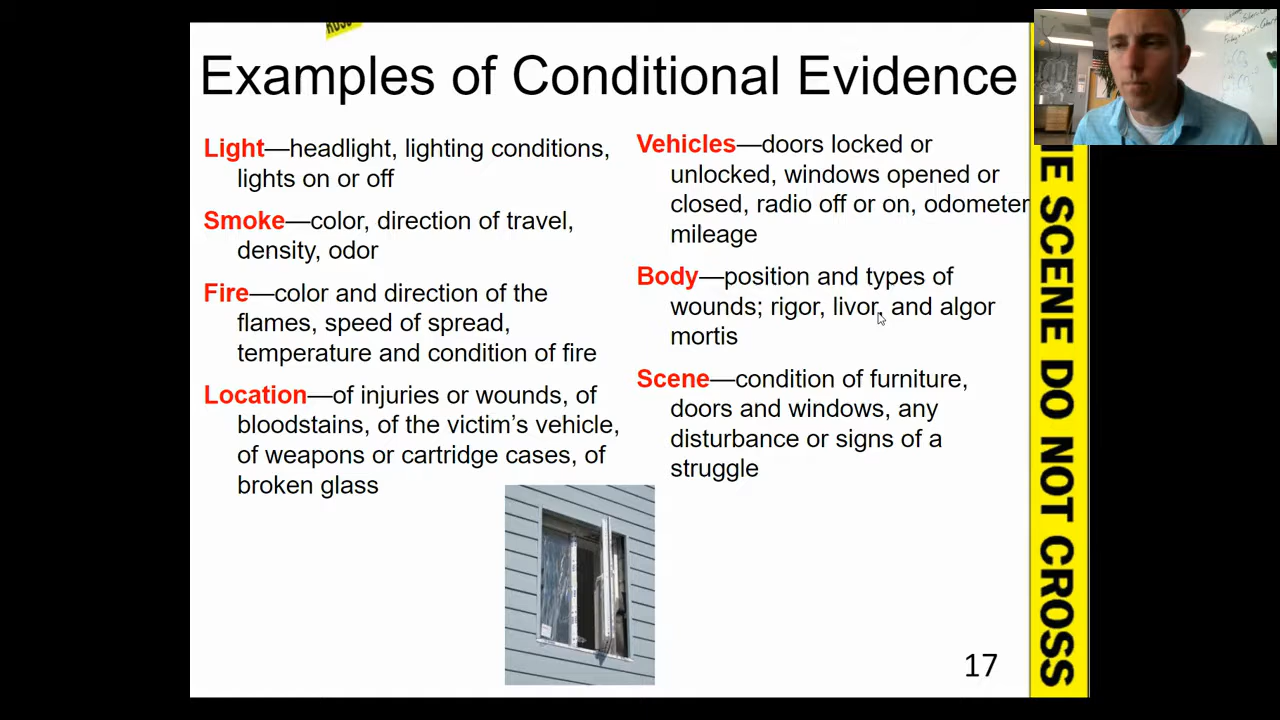 Examples of Conditional Evidence
Light—headlight, lighting conditions,
lights on or off
Smoke—color, direction of travel,
density, odor
Fire—color and direction of the
flames, speed of spread,
temperature and condition of fire
Location—of injuries or wounds, of
bloodstains, of the victim’s vehicle,
of weapons or cartridge cases, of
broken glass
Vehicles—doors locked or
unlocked, windows opened or
closed, radio off or on, odometer
mileage
Body—position and types of
wounds; rigor, livor, and algor
mortis
Scene—condition of furniture,
doors and windows, any
disturbance or signs of a
struggle
17
SCENE DO NOT CROSS